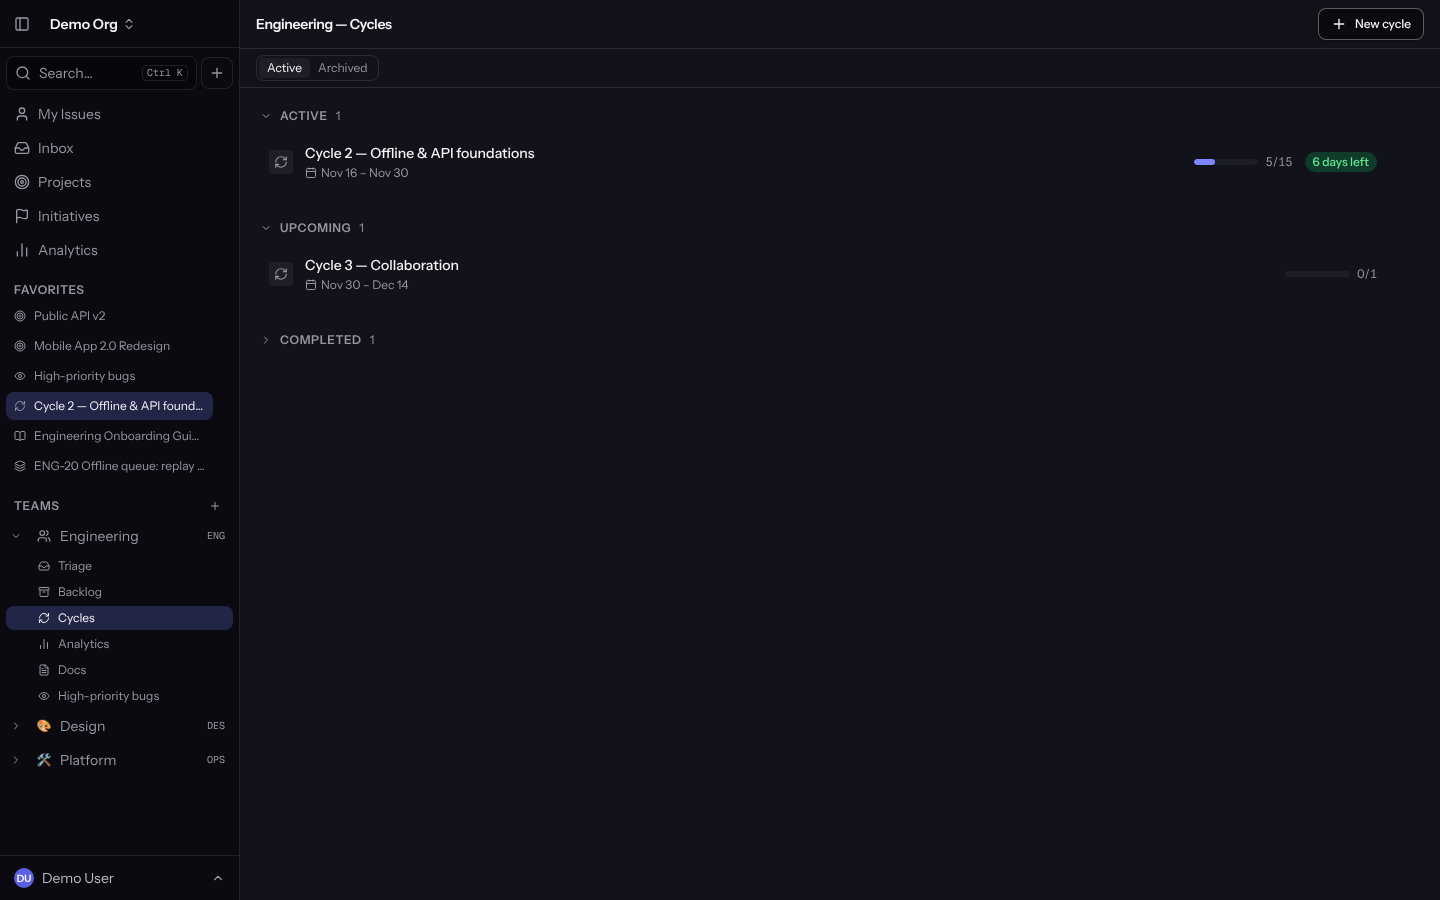 Demo Org
Search...
Ctrl K
My Issues
Inbox
Projects
Initiatives
Analytics
FAVORITES
Public API v2
Mobile App 2.0 Redesign
High-priority bugs
Cycle 2 — Offline & API found...
Engineering Onboarding Gui...
ENG-20 Offline queue: replay ...
TEAMS
Engineering ENG
Triage
Backlog
Cycles
Analytics
Docs
High-priority bugs
Design DES
Platform OPS
DU Demo User
Engineering — Cycles
New cycle
Active Archived
ACTIVE 1
Cycle 2 — Offline & API foundations
Nov 16 – Nov 30
5/15 6 days left
UPCOMING 1
Cycle 3 — Collaboration
Nov 30 – Dec 14
0/1
COMPLETED 1